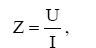 Z = U / I ,